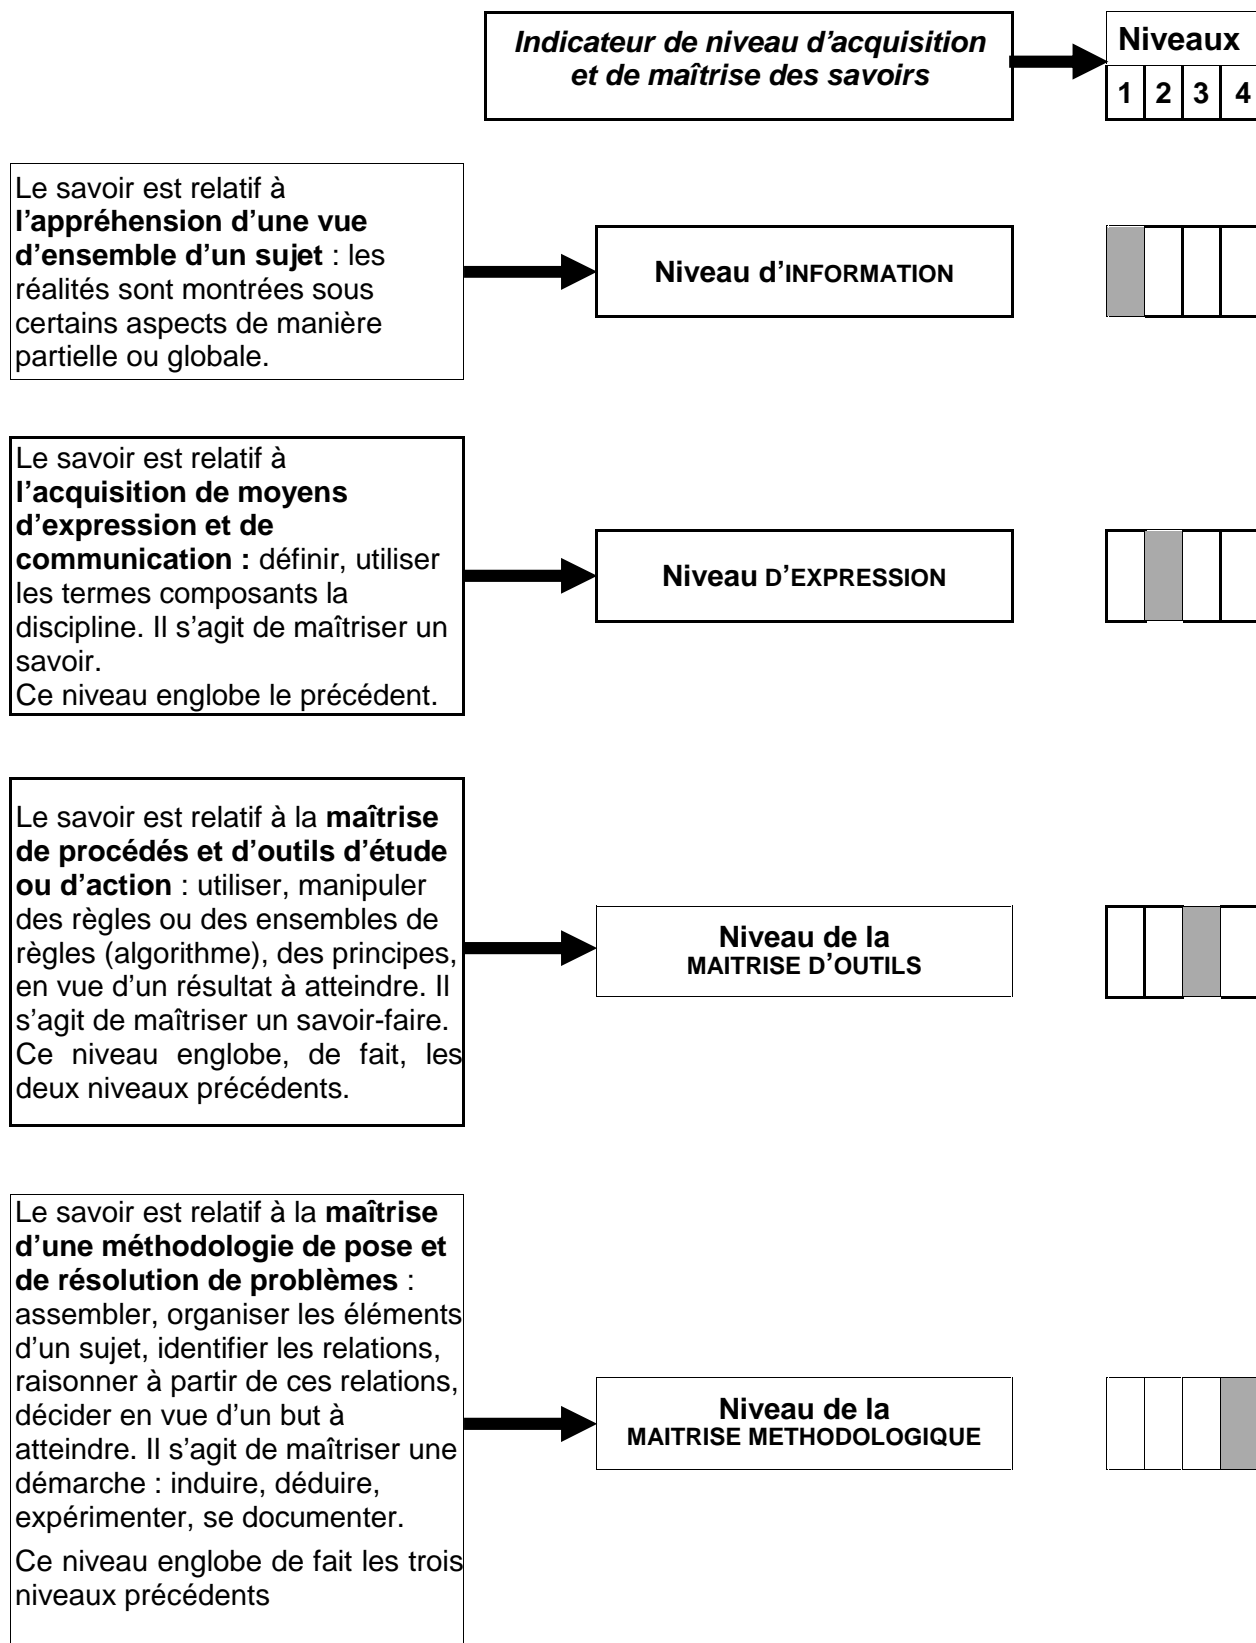 Indicateur de niveau d’acquisition
et de maîtrise des savoirs
Niveaux
1 2 3 4
Le savoir est relatif à
l’appréhension d’une vue
d’ensemble d’un sujet : les
réalités sont montrées sous
certains aspects de manière
partielle ou globale.
Niveau d’INFORMATION
Le savoir est relatif à
l’acquisition de moyens
d’expression et de
communication : définir, utiliser
les termes composants la
discipline. Il s’agit de maîtriser un
savoir.
Ce niveau englobe le précédent.
Niveau D’EXPRESSION
Le savoir est relatif à la maîtrise
de procédés et d’outils d’étude
ou d’action : utiliser, manipuler
des règles ou des ensembles de
règles (algorithme), des principes,
en vue d’un résultat à atteindre. Il
s’agit de maîtriser un savoir-faire.
Ce niveau englobe, de fait, les
deux niveaux précédents.
Niveau de la
MAITRISE D’OUTILS
Le savoir est relatif à la maîtrise
d’une méthodologie de pose et
de résolution de problèmes :
assembler, organiser les éléments
d’un sujet, identifier les relations,
raisonner à partir de ces relations,
décider en vue d’un but à
atteindre. Il s’agit de maîtriser une
démarche : induire, déduire,
expérimenter, se documenter.
Ce niveau englobe de fait les trois
niveaux précédents
Niveau de la
MAITRISE METHODOLOGIQUE